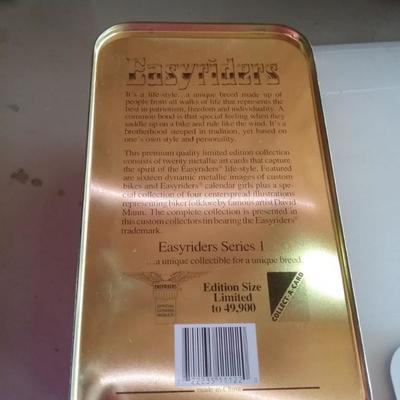 Easyriders
It's a life-style...a unique breed made up of
people from all walks of life that represents the
best in patriotism, freedom and individuality. A
common bond is that special feeling when they
saddle up on a bike and ride like the wind. It's a
brotherhood steeped in tradition, yet based on
one's own style and personality.
This premium quality limited edition collection
consists of twenty metallic art cards that capture
the spirit of the Easyriders® life-style. Featured
are sixteen dynamic metallic images of custom
bikes and Easyriders® calendar girls plus a spe-
cial collection of four centerspread illustrations
representing biker folklore by famous artist David
Mann. The complete collection is presented in
this custom collectors tin bearing the Easyriders®
trademark.
Easyriders Series 1
...a unique collectible for a unique breed.
EASYRIDERS
OFFICIAL
LICENSED
PRODUCT
Edition Size
Limited
to 49,900
COLLECT-A-CARD
made in China